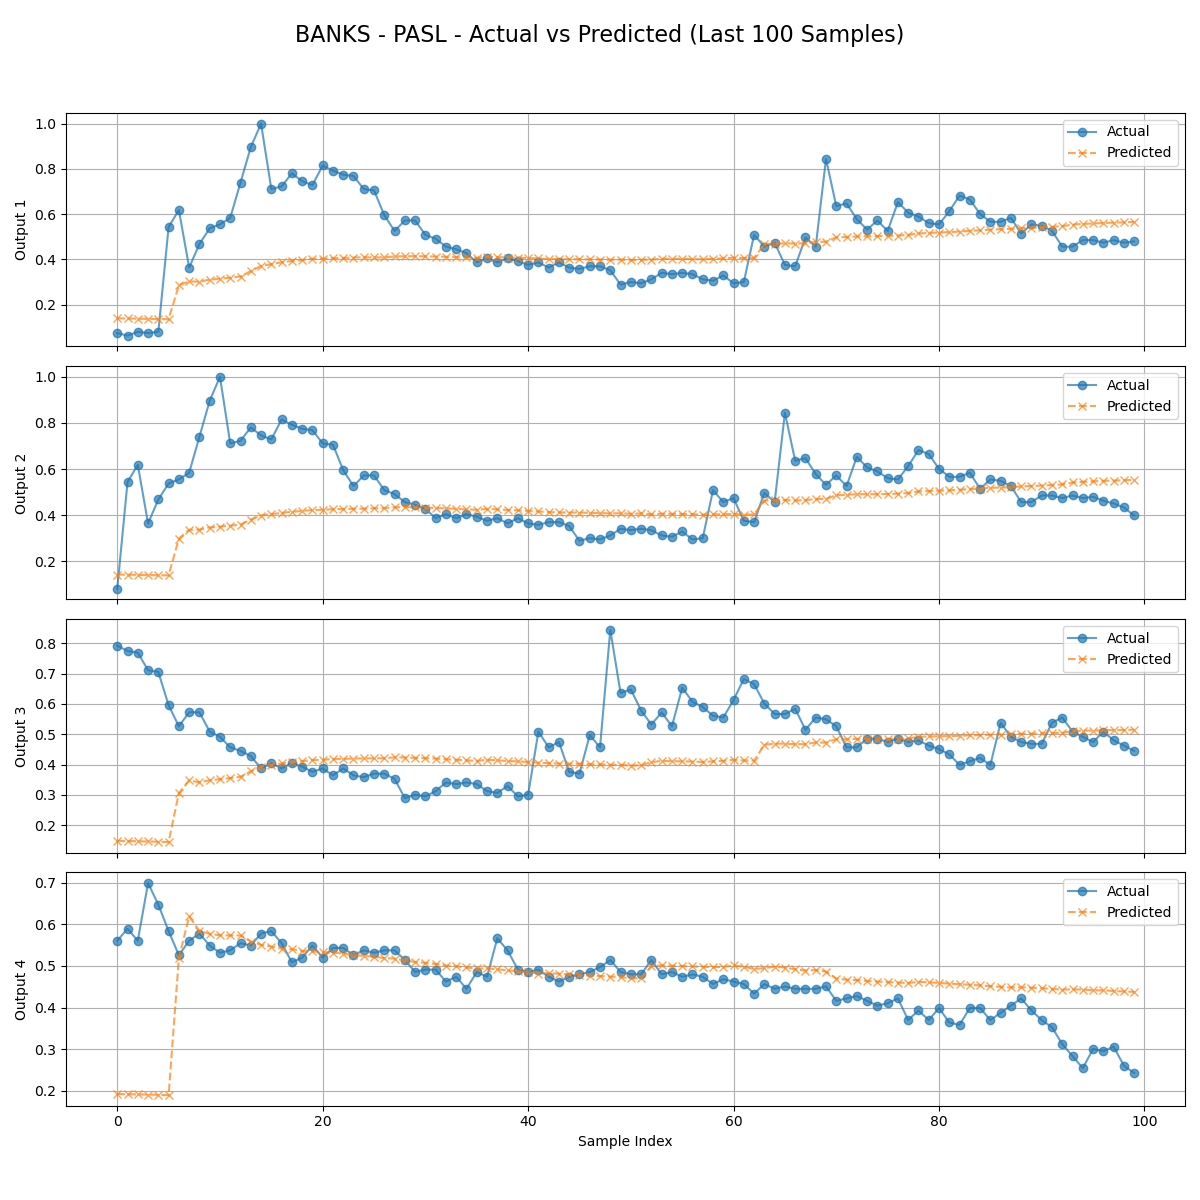 BANKS - PASL - Actual vs Predicted (Last 100 Samples)
Output 1
1.0
0.8
0.6
0.4
0.2
Actual
Predicted
Output 2
1.0
0.8
0.6
0.4
0.2
Actual
Predicted
Output 3
0.8
0.7
0.6
0.5
0.4
0.3
0.2
Actual
Predicted
Output 4
0.7
0.6
0.5
0.4
0.3
0.2
Actual
Predicted
0 20 40 60 80 100
Sample Index